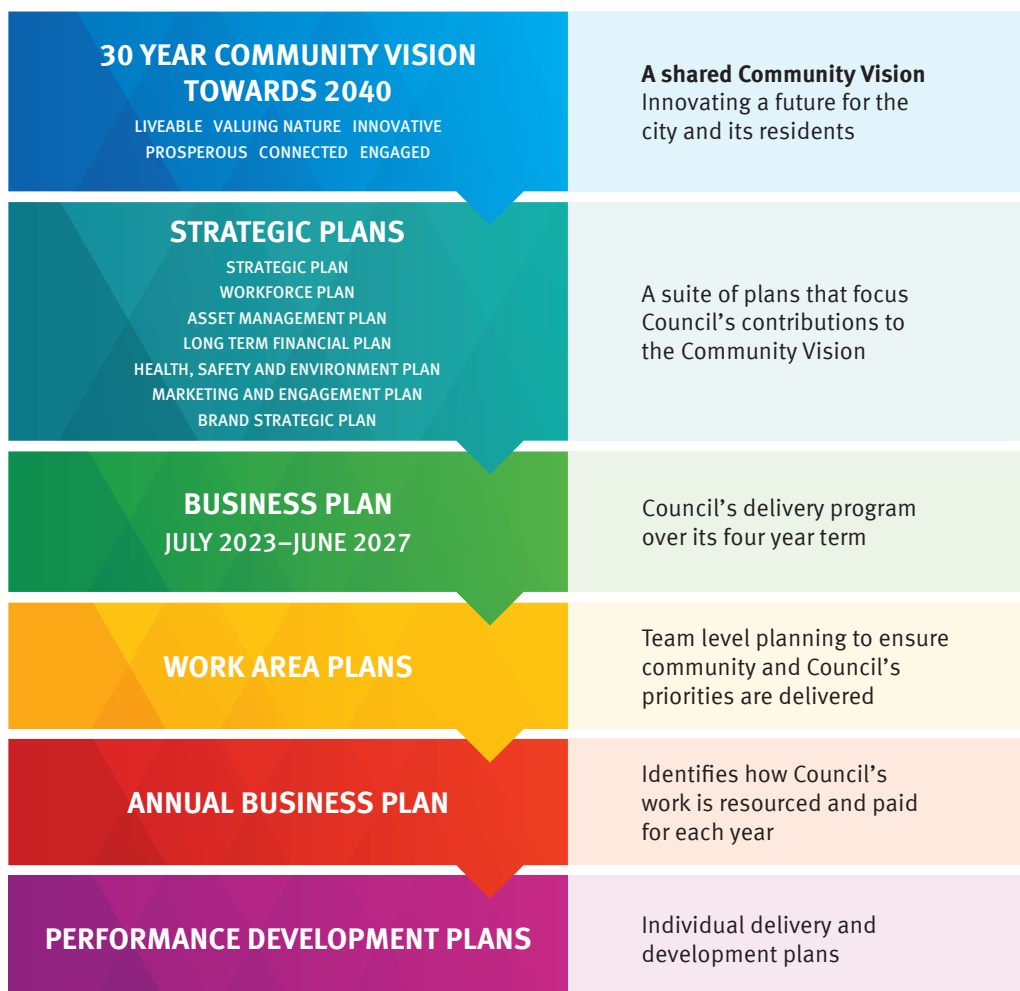 30 YEAR COMMUNITY VISION
TOWARDS 2040
LIVEABLE VALUING NATURE INNOVATIVE
PROSPEROUS CONNECTED ENGAGED
A shared Community Vision
Innovating a future for the
city and its residents
STRATEGIC PLANS
STRATEGIC PLAN
WORKFORCE PLAN
ASSET MANAGEMENT PLAN
LONG TERM FINANCIAL PLAN
HEALTH, SAFETY AND ENVIRONMENT PLAN
MARKETING AND ENGAGEMENT PLAN
BRAND STRATEGIC PLAN
A suite of plans that focus
Council’s contributions to
the Community Vision
BUSINESS PLAN
JULY 2023–JUNE 2027
Council’s delivery program
over its four year term
WORK AREA PLANS
Team level planning to ensure
community and Council’s
priorities are delivered
ANNUAL BUSINESS PLAN
Identifies how Council’s
work is resourced and paid
for each year
PERFORMANCE DEVELOPMENT PLANS
Individual delivery and
development plans